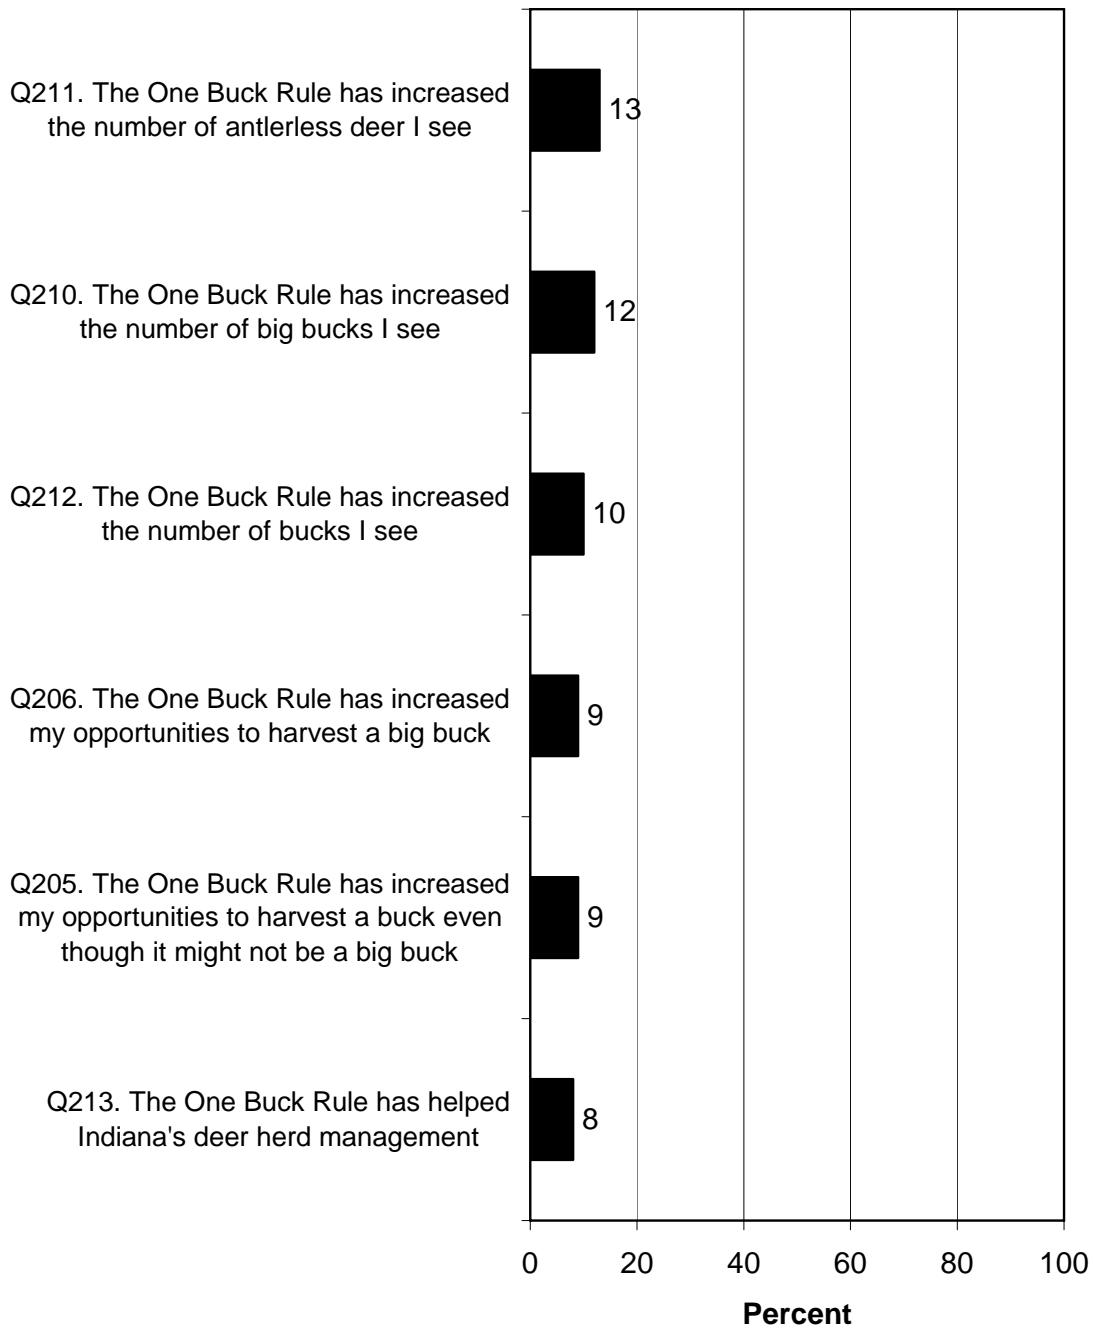 Q211. The One Buck Rule has increased
the number of antlerless deer I see
13
Q210. The One Buck Rule has increased
the number of big bucks I see
12
Q212. The One Buck Rule has increased
the number of bucks I see
10
Q206. The One Buck Rule has increased
my opportunities to harvest a big buck
9
Q205. The One Buck Rule has increased
my opportunities to harvest a buck even
though it might not be a big buck
9
Q213. The One Buck Rule has helped
Indiana's deer herd management
8
0 20 40 60 80 100
Percent